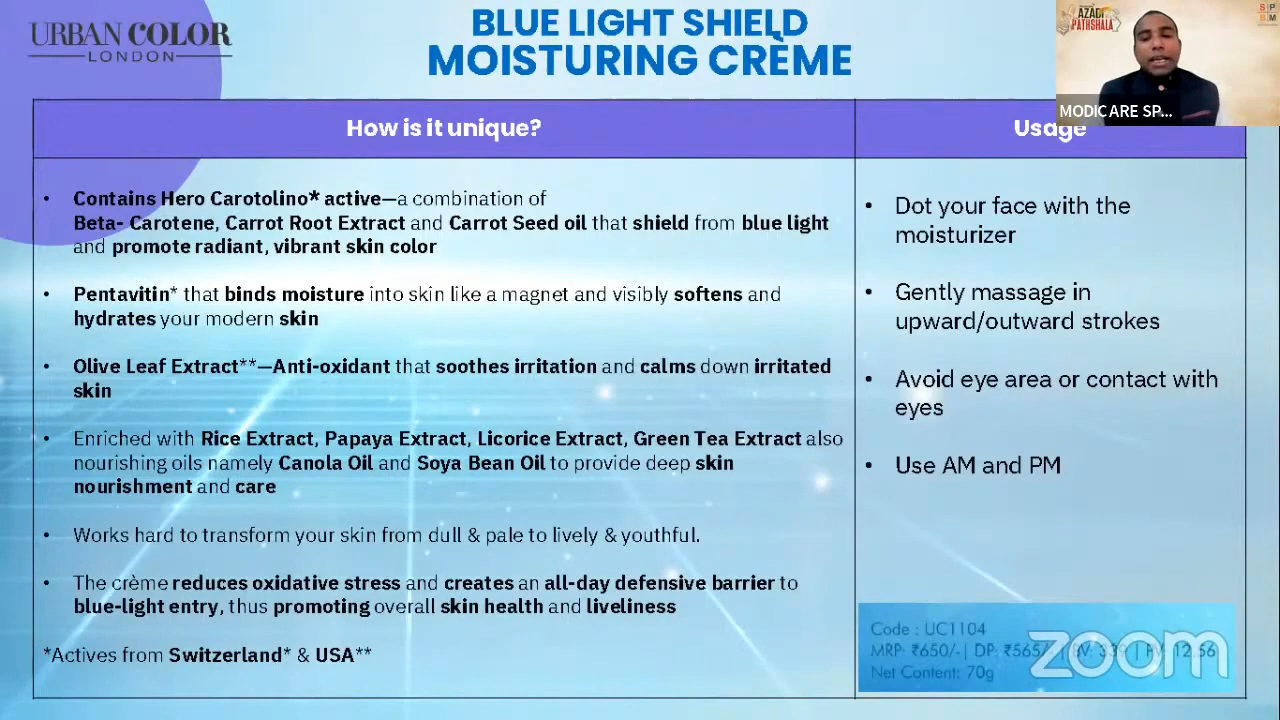 URBAN COLOR
LONDON
BLUE LIGHT SHIELD
MOISTURING CRÈME
AZADI
PATHSHALA
S P
B M
MODICARE SP...
How is it unique?
Usage
• Contains Hero Carotolino* active—a combination of
Beta- Carotene, Carrot Root Extract and Carrot Seed oil that shield from blue light
and promote radiant, vibrant skin color
• Pentavitin* that binds moisture into skin like a magnet and visibly softens and
hydrates your modern skin
• Olive Leaf Extract**—Anti-oxidant that soothes irritation and calms down irritated
skin
• Enriched with Rice Extract, Papaya Extract, Licorice Extract, Green Tea Extract also
nourishing oils namely Canola Oil and Soya Bean Oil to provide deep skin
nourishment and care
• Works hard to transform your skin from dull & pale to lively & youthful.
• The crème reduces oxidative stress and creates an all-day defensive barrier to
blue-light entry, thus promoting overall skin health and liveliness
*Actives from Switzerland* & USA**
• Dot your face with the
moisturizer
• Gently massage in
upward/outward strokes
• Avoid eye area or contact with
eyes
• Use AM and PM
Code : UC1104
MRP: ₹650/- | DP: ₹565/- | BV: 339 | PV: 12.56
Net Content: 70g
zoom